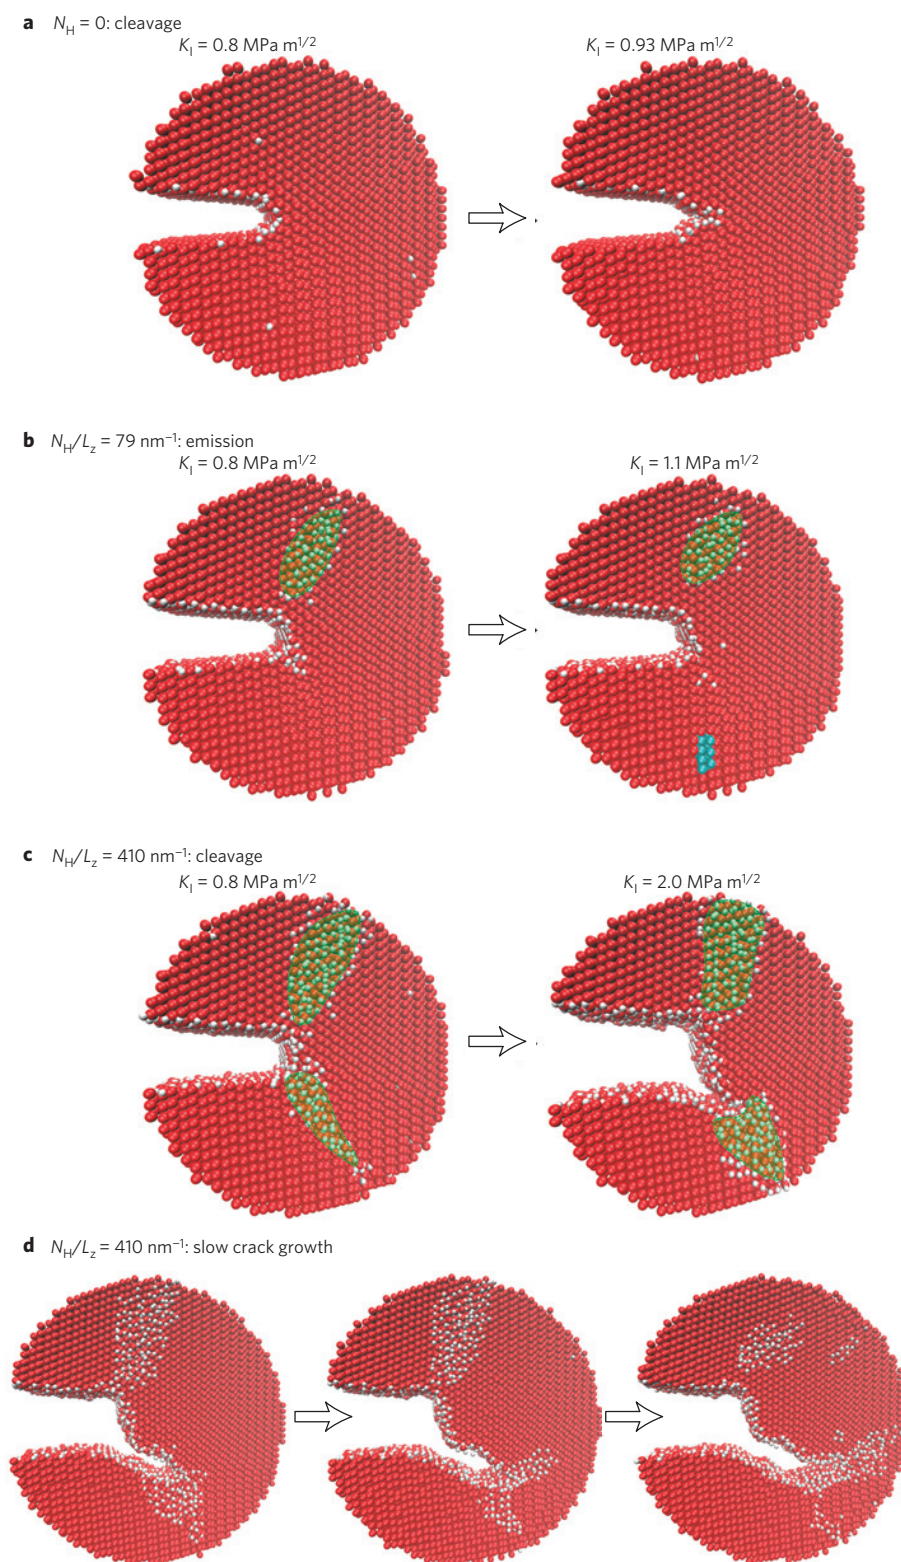 a N_H = 0: cleavage
K_I = 0.8 MPa m^1/2 K_I = 0.93 MPa m^1/2
b N_H/L_z = 79 nm^−1: emission
K_I = 0.8 MPa m^1/2 K_I = 1.1 MPa m^1/2
c N_H/L_z = 410 nm^−1: cleavage
K_I = 0.8 MPa m^1/2 K_I = 2.0 MPa m^1/2
d N_H/L_z = 410 nm^−1: slow crack growth